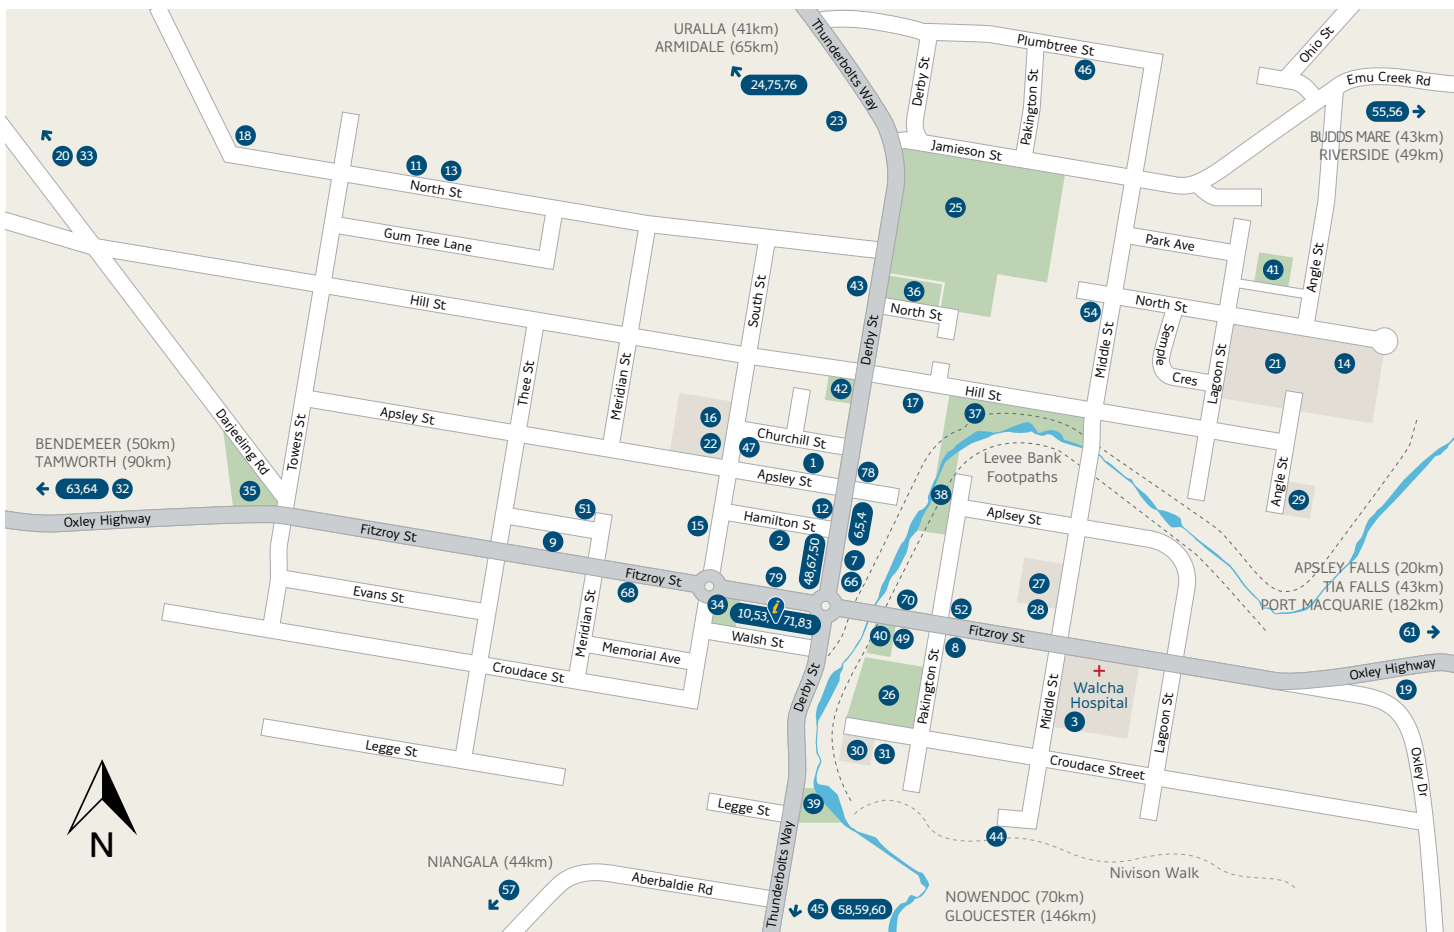 URALLA (41km)
ARMIDALE (65km)
24,75,76
Thunderbolts Way
23
Derby St
Plumbtree St
46
Pakington St
Jamieson St
Ohio St
Emu Creek Rd
55,56
BUDDS MARE (43km)
RIVERSIDE (49km)
20
33
18
11
13
North St
Gum Tree Lane
25
Park Ave
41
Angle St
Hill St
South St
43
36
North St
Derby St
54
North St
Middle St
Semple
Cres
Lagoon St
21
14
Thee St
Meridian St
42
17
Hill St
37
Apsley St
16
22
47
Churchill St
1
Apsley St
78
Levee Bank
Footpaths
38
Darjeeling Rd
Towers St
BENDEMEER (50km)
TAMWORTH (90km)
63,64
32
35
Oxley Highway
Fitzroy St
51
9
15
Hamilton St
12
2
6,5,4
48,67,50
7
66
79
Aplsey St
Angle St
29
27
28
APSLEY FALLS (20km)
TIA FALLS (43km)
PORT MACQUARIE (182km)
61
Evans St
Fitzroy St
68
34
i
10,53,
71,83
Walsh St
70
52
40
49
8
Fitzroy St
Oxley Highway
19
Meridian St
Memorial Ave
Croudace St
Derby St
26
Pakington St
Middle St
Walcha
Hospital
3
Lagoon St
Legge St
30
31
Croudace Street
Oxley Dr
N
Legge St
39
44
Nivison Walk
NIANGALA (44km)
57
Aberbaldie Rd
Thunderbolts Way
45
58,59,60
NOWENDOC (70km)
GLOUCESTER (146km)